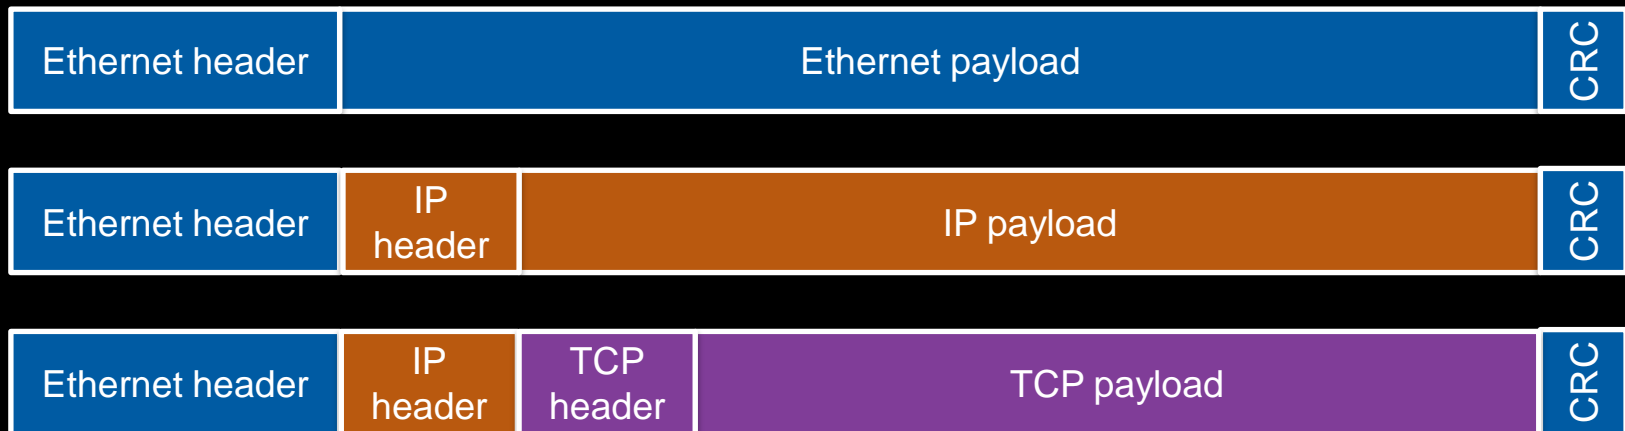 Ethernet header
Ethernet payload
CRC
Ethernet header
IP
header
IP payload
CRC
Ethernet header
IP
header
TCP
header
TCP payload
CRC